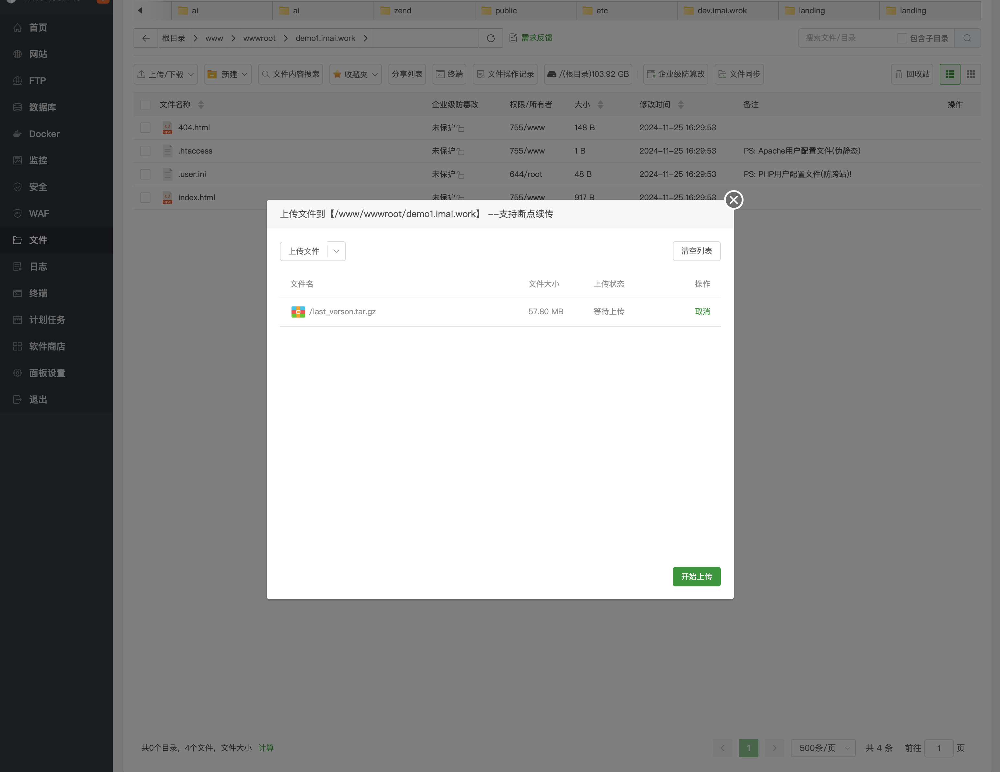 首页
网站
FTP
数据库
Docker
监控
安全
WAF
文件
日志
终端
计划任务
软件商店
面板设置
退出
ai
ai
zend
public
etc
dev.imai.wrok
landing
landing
根目录 > www > wwwroot > demo1.imai.work >
需求反馈
搜索文件/目录
包含子目录
上传/下载
新建
文件内容搜索
收藏夹
分享列表
终端
文件操作记录
/(根目录)103.92 GB
企业级防篡改
文件同步
回收站
文件名称 企业级防篡改 权限/所有者 大小 修改时间 备注 操作
404.html 未保护 755/www 148 B 2024-11-25 16:29:53
.htaccess 未保护 755/www 1 B 2024-11-25 16:29:53 PS: Apache用户配置文件(伪静态)
.user.ini 未保护 644/root 48 B 2024-11-25 16:29:53 PS: PHP用户配置文件(防跨站)!
index.html 未保护 755/www 917 B 2024-11-25 16:29:53
上传文件到【/www/wwwroot/demo1.imai.work】 --支持断点续传
上传文件
清空列表
文件名 文件大小 上传状态 操作
/last_verson.tar.gz 57.80 MB 等待上传 取消
开始上传
共0个目录，4个文件，文件大小 计算
1
500条/页
共 4 条
前往 1 页